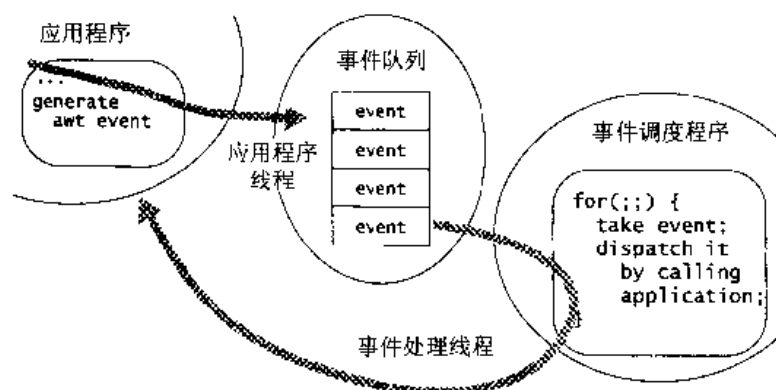 应用程序
...
generate
awt event
应用程序
线程
事件队列
event
event
event
event
事件调度程序
for(;;) {
take event;
dispatch it
by calling
application;
}
事件处理线程